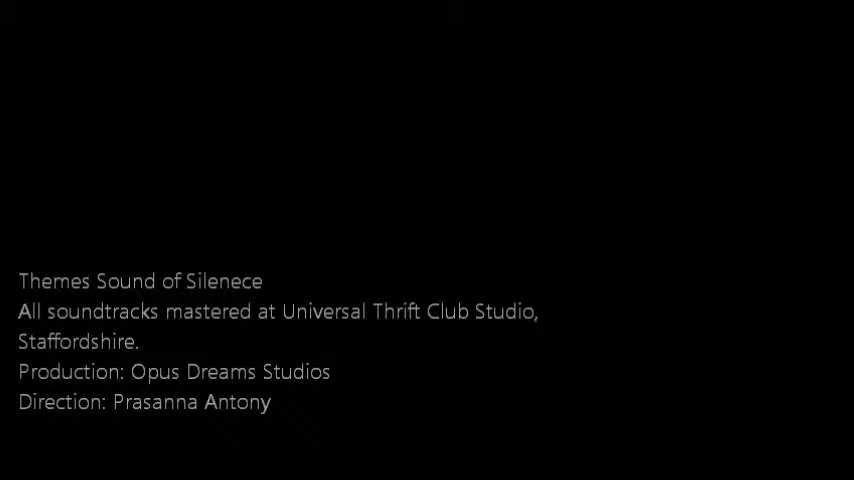 Themes Sound of Silenece
All soundtracks mastered at Universal Thrift Club Studio,
Staffordshire.
Production: Opus Dreams Studios
Direction: Prasanna Antony